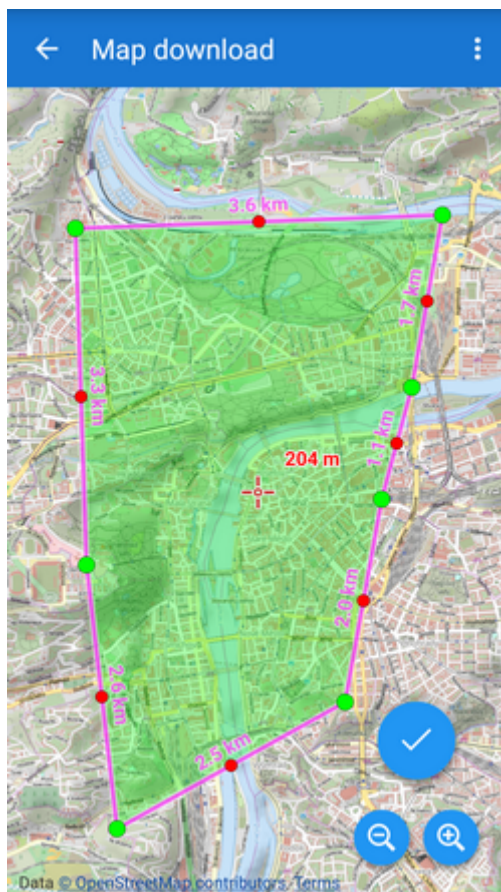 Map download
3.6 km
1.7 km
3.3 km
1.1 km
204 m
2.0 km
2.6 km
2.5 km
Data © OpenStreetMap contributors, Terms